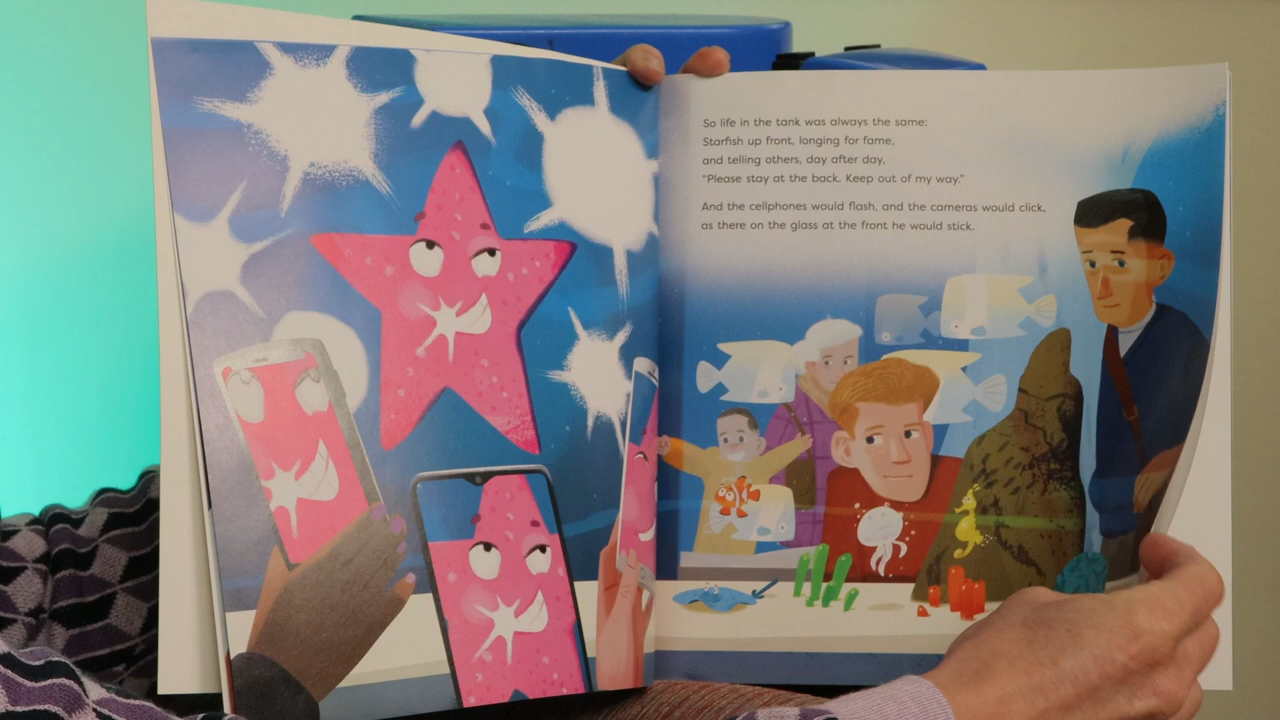 So life in the tank was always the same:
Starfish up front, longing for fame,
and telling others, day after day,
“Please stay at the back. Keep out of my way.”
And the cellphones would flash, and the cameras would click,
as there on the glass at the front he would stick.